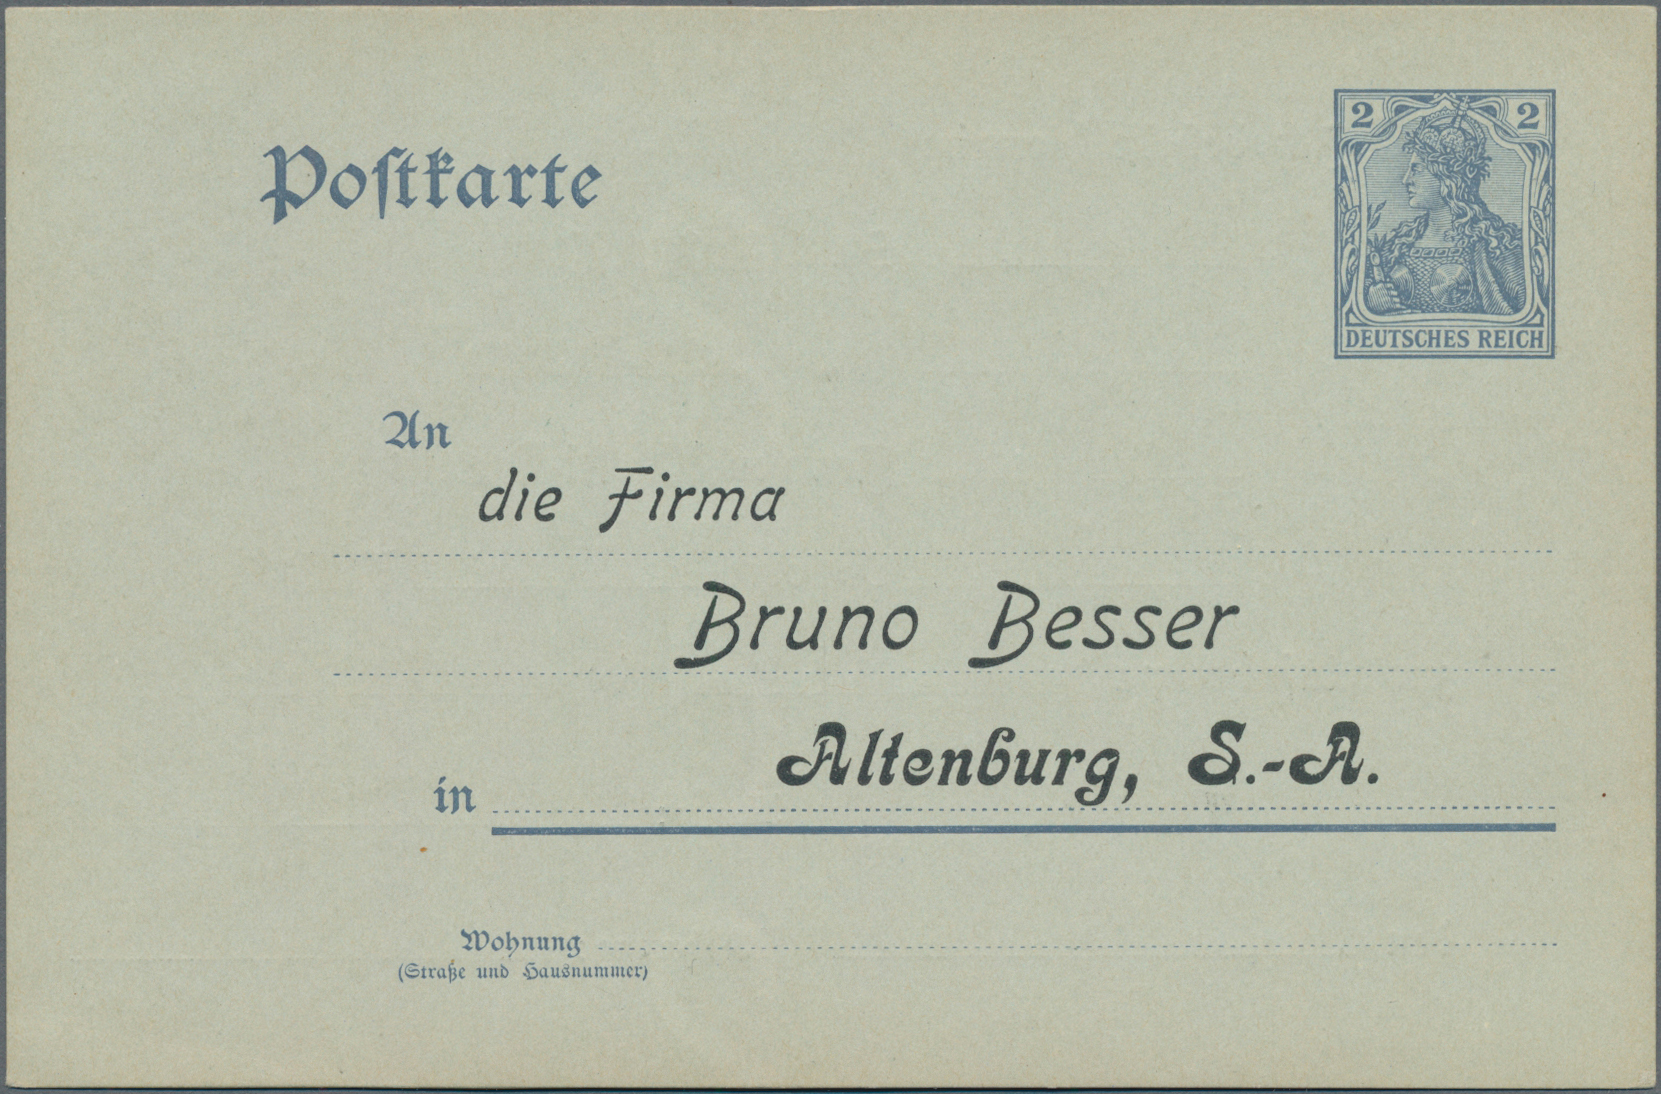 2 2
Postkarte
DEUTSCHES REICH
An
die Firma
Bruno Besser
Altenburg, S.-A.
in
Wohnung
(Straße und Hausnummer)